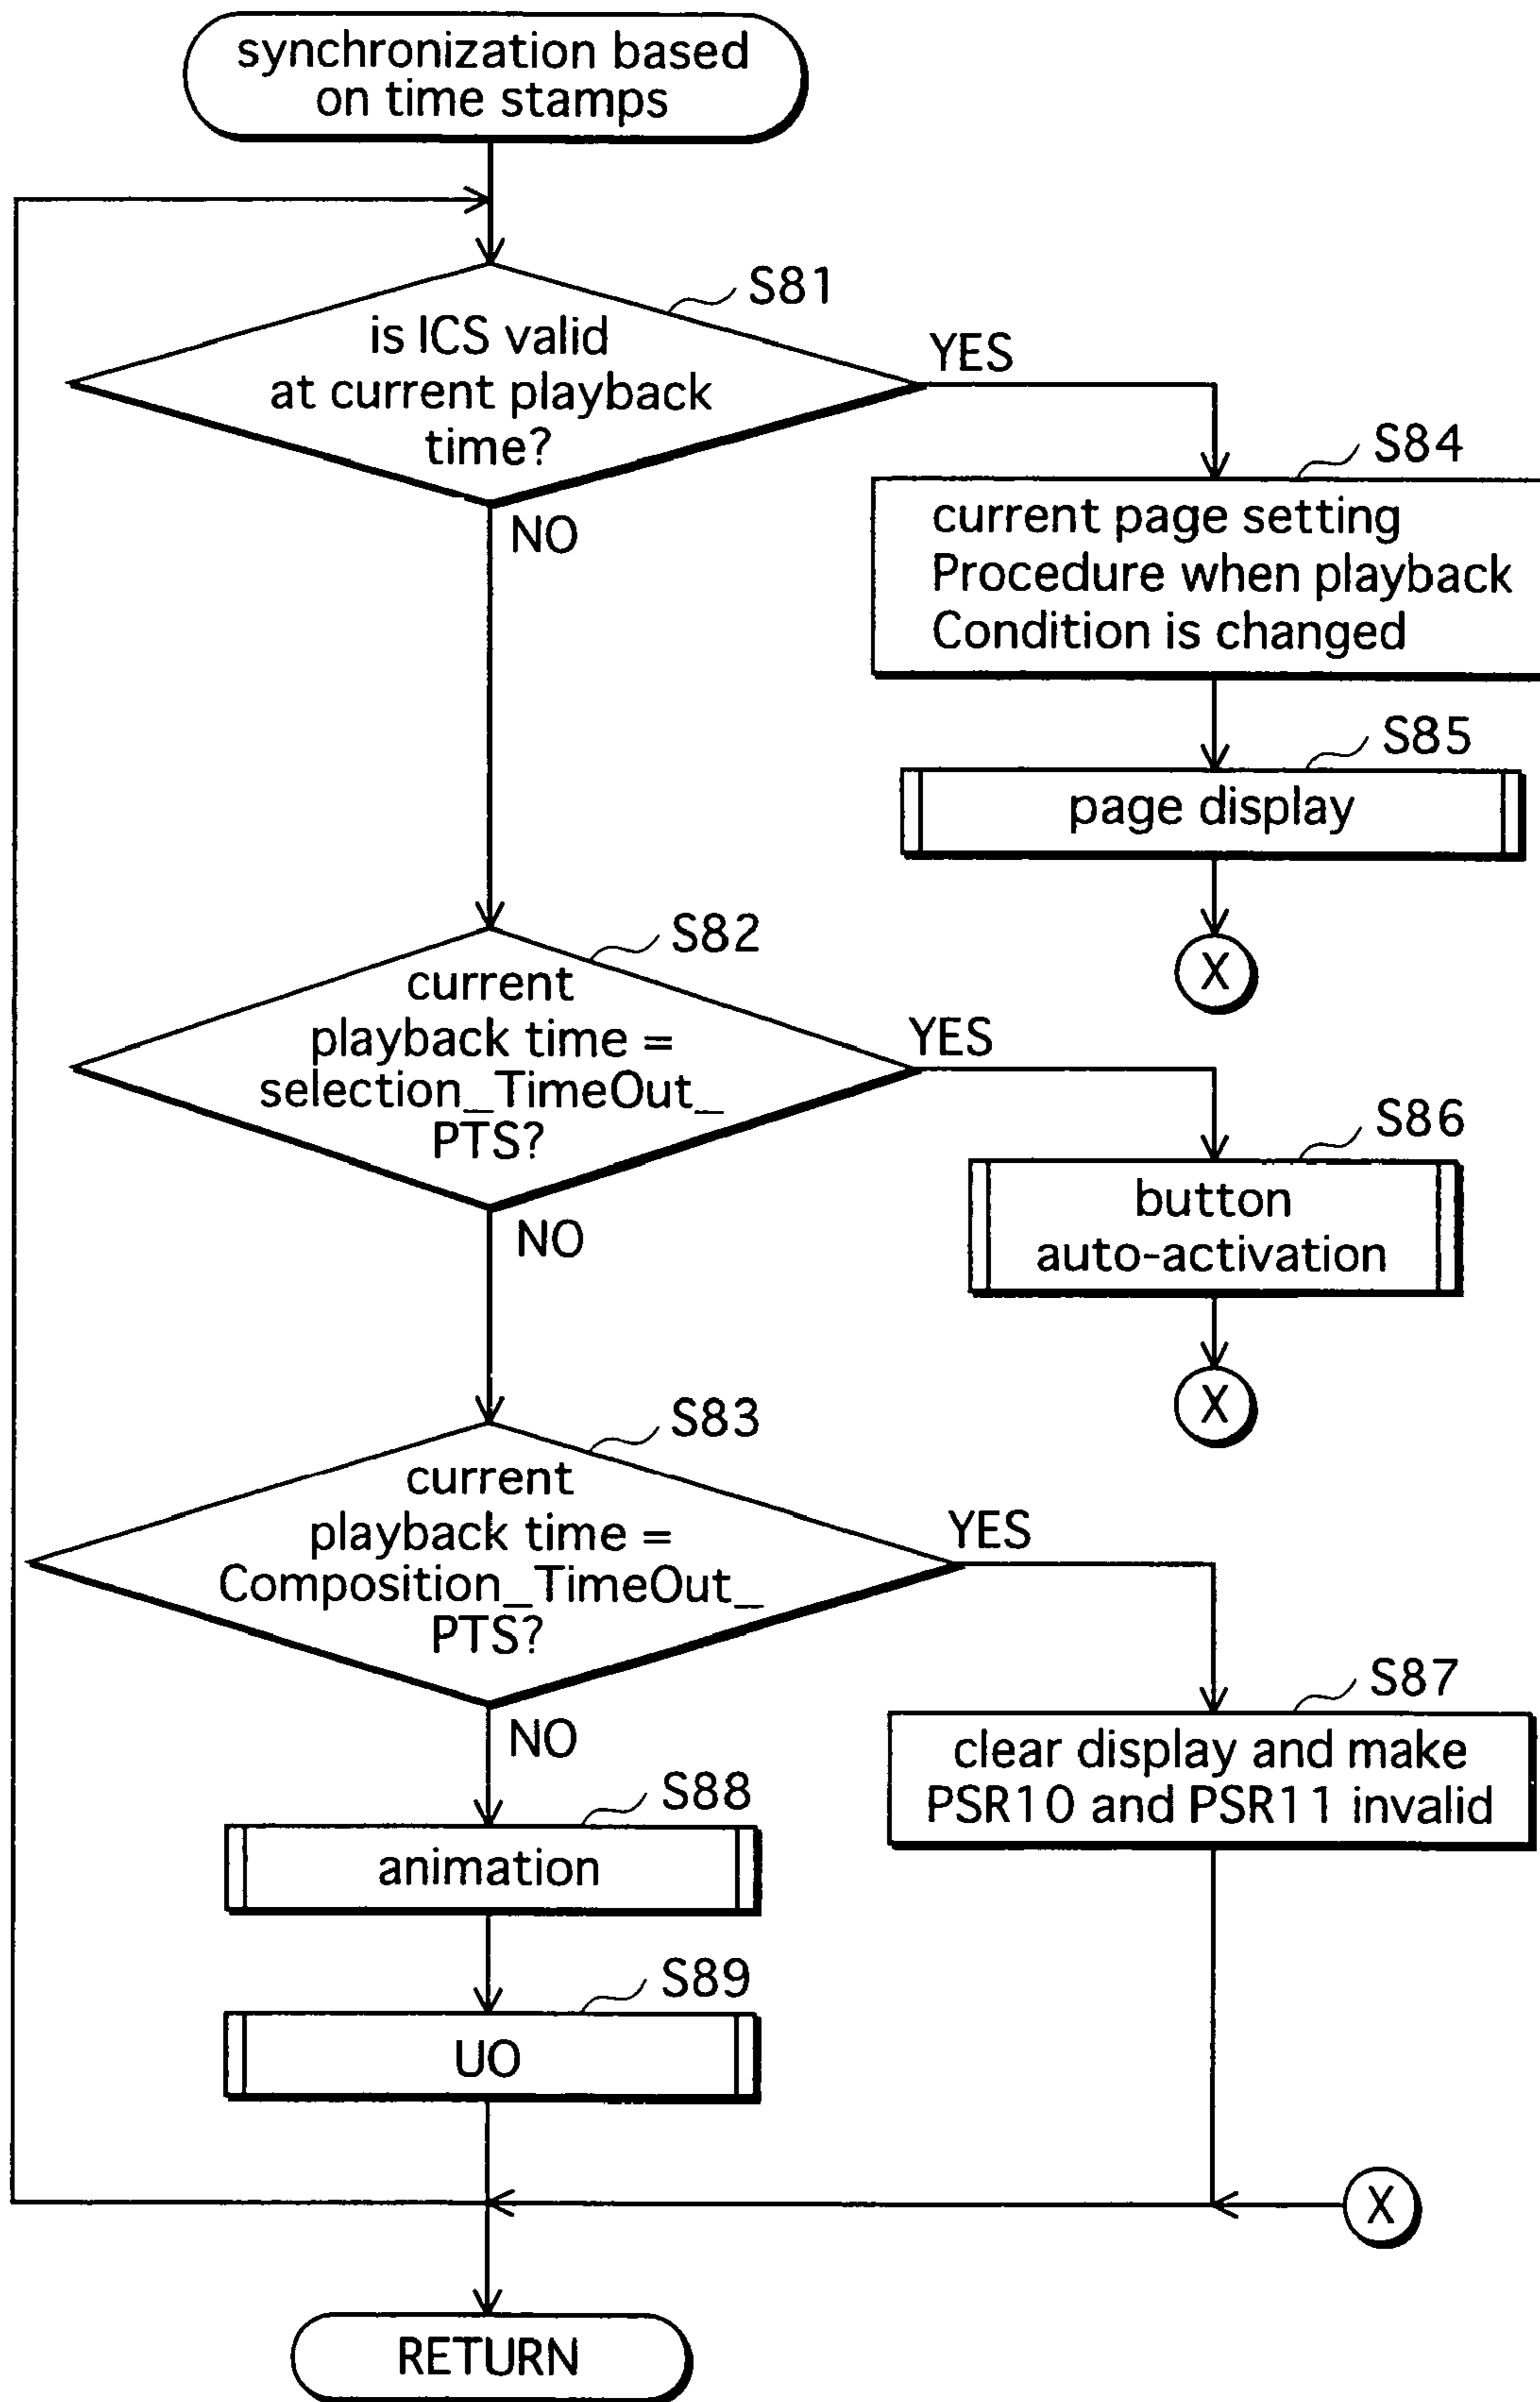 synchronization based
on time stamps
S81
is ICS valid
at current playback
time?
YES
NO
S84
current page setting
Procedure when playback
Condition is changed
S85
page display
X
S82
current
playback time =
selection_TimeOut_
PTS?
YES
NO
S86
button
auto-activation
X
S83
current
playback time =
Composition_TimeOut_
PTS?
YES
NO
S87
clear display and make
PSR10 and PSR11 invalid
S88
animation
S89
UO
X
RETURN